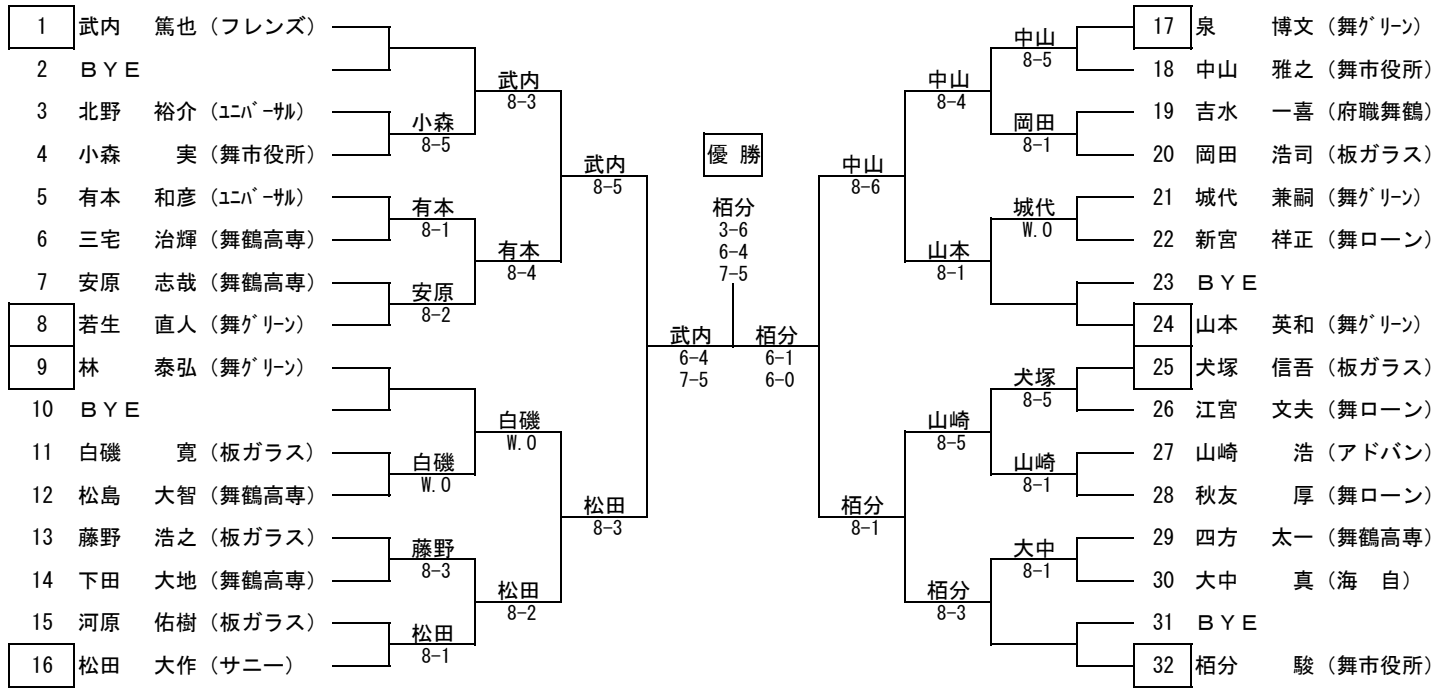 1 武内 篤也 (フレンズ)
2 ＢＹＥ
3 北野 裕介 (ﾕﾆﾊﾞｰｻﾙ)
4 小森 実 (舞市役所)
5 有本 和彦 (ﾕﾆﾊﾞｰｻﾙ)
6 三宅 治輝 (舞鶴高専)
7 安原 志哉 (舞鶴高専)
8 若生 直人 (舞ｸﾞﾘｰﾝ)
9 林 泰弘 (舞ｸﾞﾘｰﾝ)
10 ＢＹＥ
11 白磯 寛 (板ガラス)
12 松島 大智 (舞鶴高専)
13 藤野 浩之 (板ガラス)
14 下田 大地 (舞鶴高専)
15 河原 佑樹 (板ガラス)
16 松田 大作 (サニー)
小森
8-5
有本
8-1
安原
8-2
白磯
W.O
藤野
8-3
松田
8-1
武内
8-3
有本
8-4
白磯
W.O
松田
8-2
武内
8-5
松田
8-3
武内
6-4
7-5
優 勝
栢分
3-6
6-4
7-5
栢分
6-1
6-0
中山
8-6
栢分
8-1
中山
8-4
山本
8-1
山崎
8-5
栢分
8-3
中山
8-5
岡田
8-1
城代
W.O
犬塚
8-5
山崎
8-1
大中
8-1
17 泉 博文 (舞ｸﾞﾘｰﾝ)
18 中山 雅之 (舞市役所)
19 吉水 一喜 (府職舞鶴)
20 岡田 浩司 (板ガラス)
21 城代 兼嗣 (舞ｸﾞﾘｰﾝ)
22 新宮 祥正 (舞ローン)
23 ＢＹＥ
24 山本 英和 (舞ｸﾞﾘｰﾝ)
25 犬塚 信吾 (板ガラス)
26 江宮 文夫 (舞ローン)
27 山崎 浩 (アドバン)
28 秋友 厚 (舞ローン)
29 四方 太一 (舞鶴高専)
30 大中 真 (海 自)
31 ＢＹＥ
32 栢分 駿 (舞市役所)